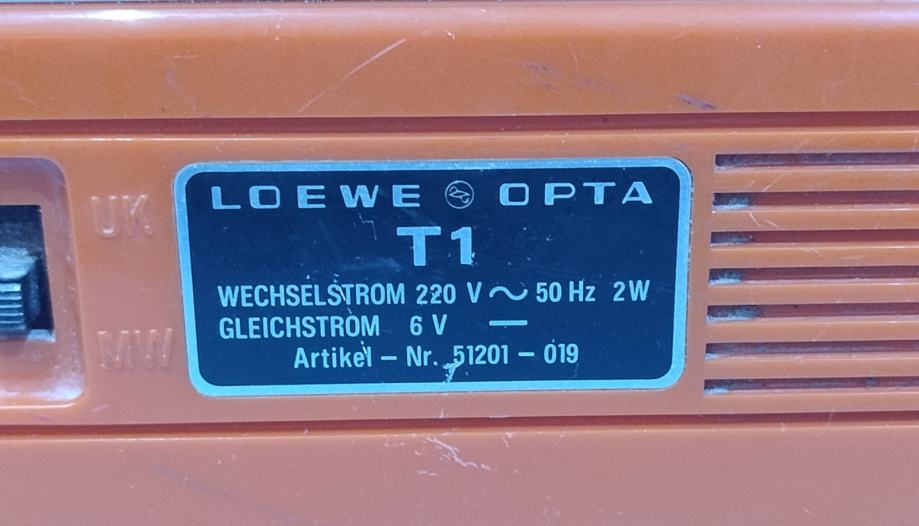 LOEWE OPTA
T1
WECHSELSTROM 220 V ~ 50 Hz 2W
GLEICHSTROM 6 V —
Artikel – Nr. 51201 – 019
UK
MW